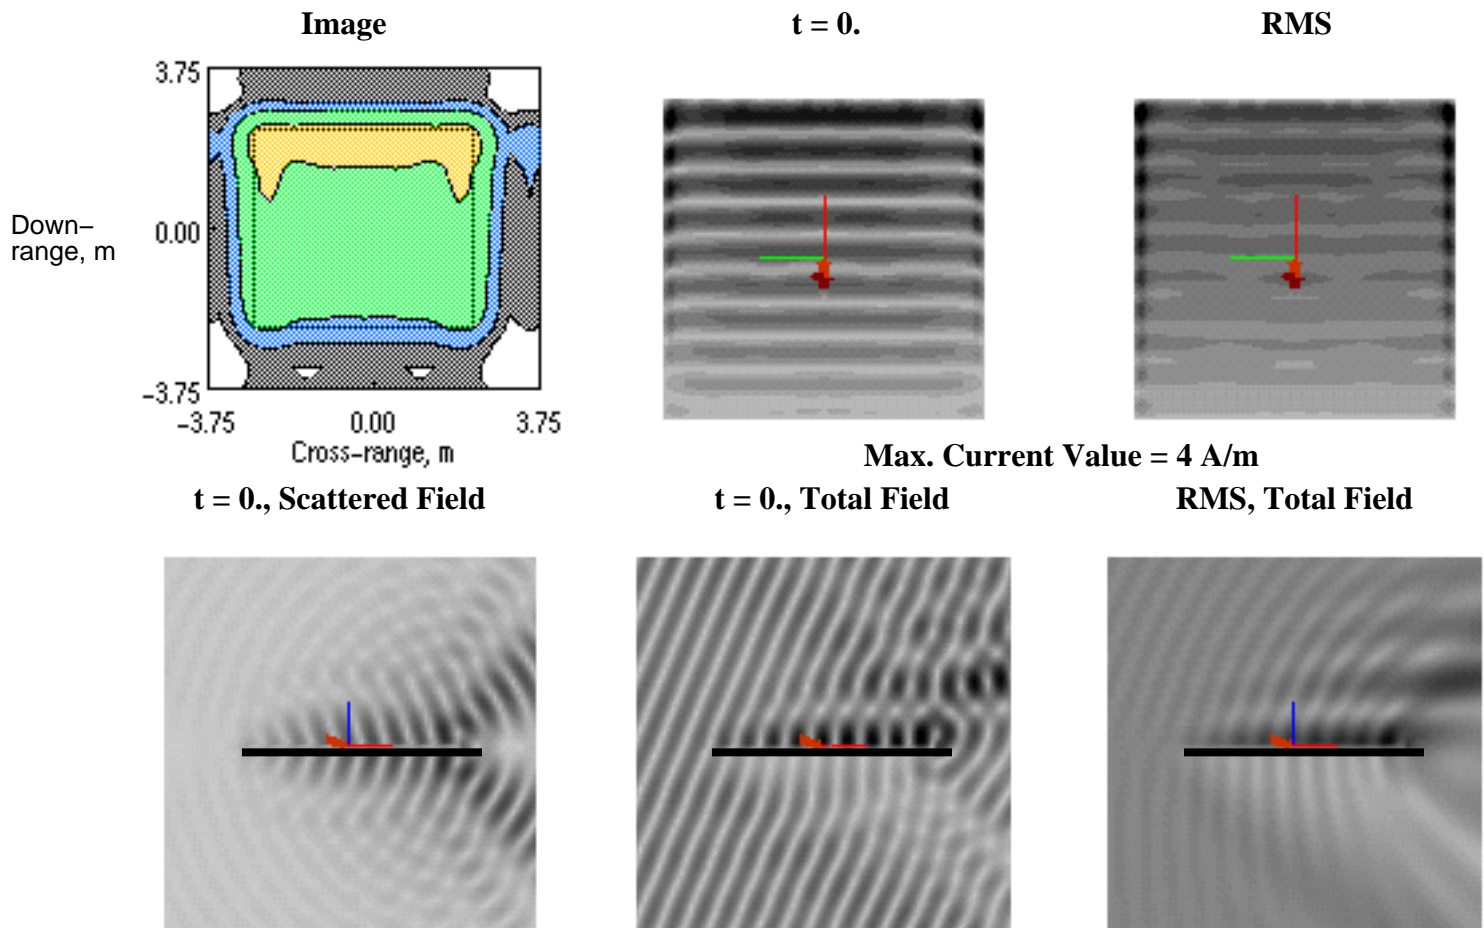 Image
t = 0.
RMS
3.75
Down–
range, m
0.00
–3.75
–3.75
0.00
3.75
Cross–range, m
Max. Current Value = 4 A/m
t = 0., Scattered Field
t = 0., Total Field
RMS, Total Field